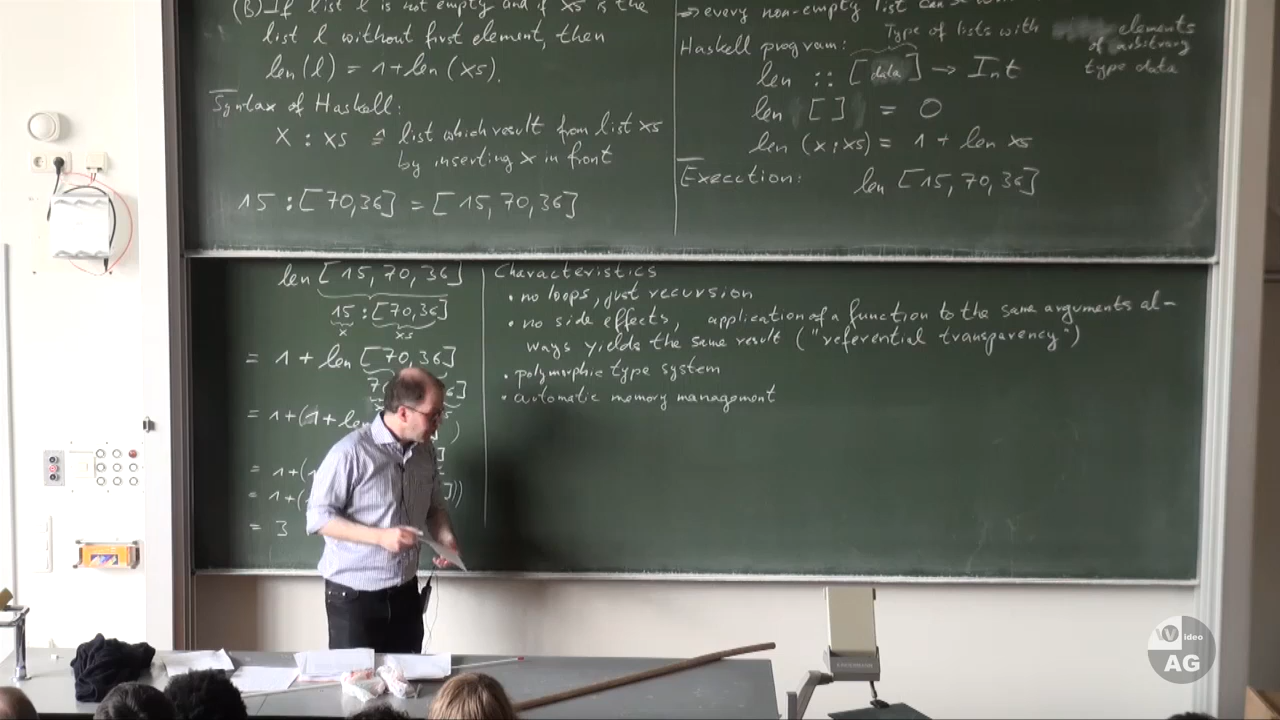 (B) If list l is not empty and if xs is the
list l without first element, then
len(l) = 1+len(xs).
Syntax of Haskell:
X : xs ≙ list which result from list xs
by inserting x in front
15 : [70,36] = [15, 70, 36]
⇒ every non-empty list can
Type of lists with elements
of arbitrary
type data
Haskell program:
len :: [data] → Int
len [ ] = 0
len (x:xs) = 1 + len xs
Execction: len [15, 70, 36]
len [15, 70, 36]
15 : [70,36]
x xs
= 1 + len [70,36]
= 1+(1+len
= 1+(1
= 1+(
= 3
Characteristics
• no loops, just recursion
• no side effects, application of a function to the same arguments al-
ways yields the same result ("referential transparency")
• polymorphic type system
• automatic memory management
Video
AG